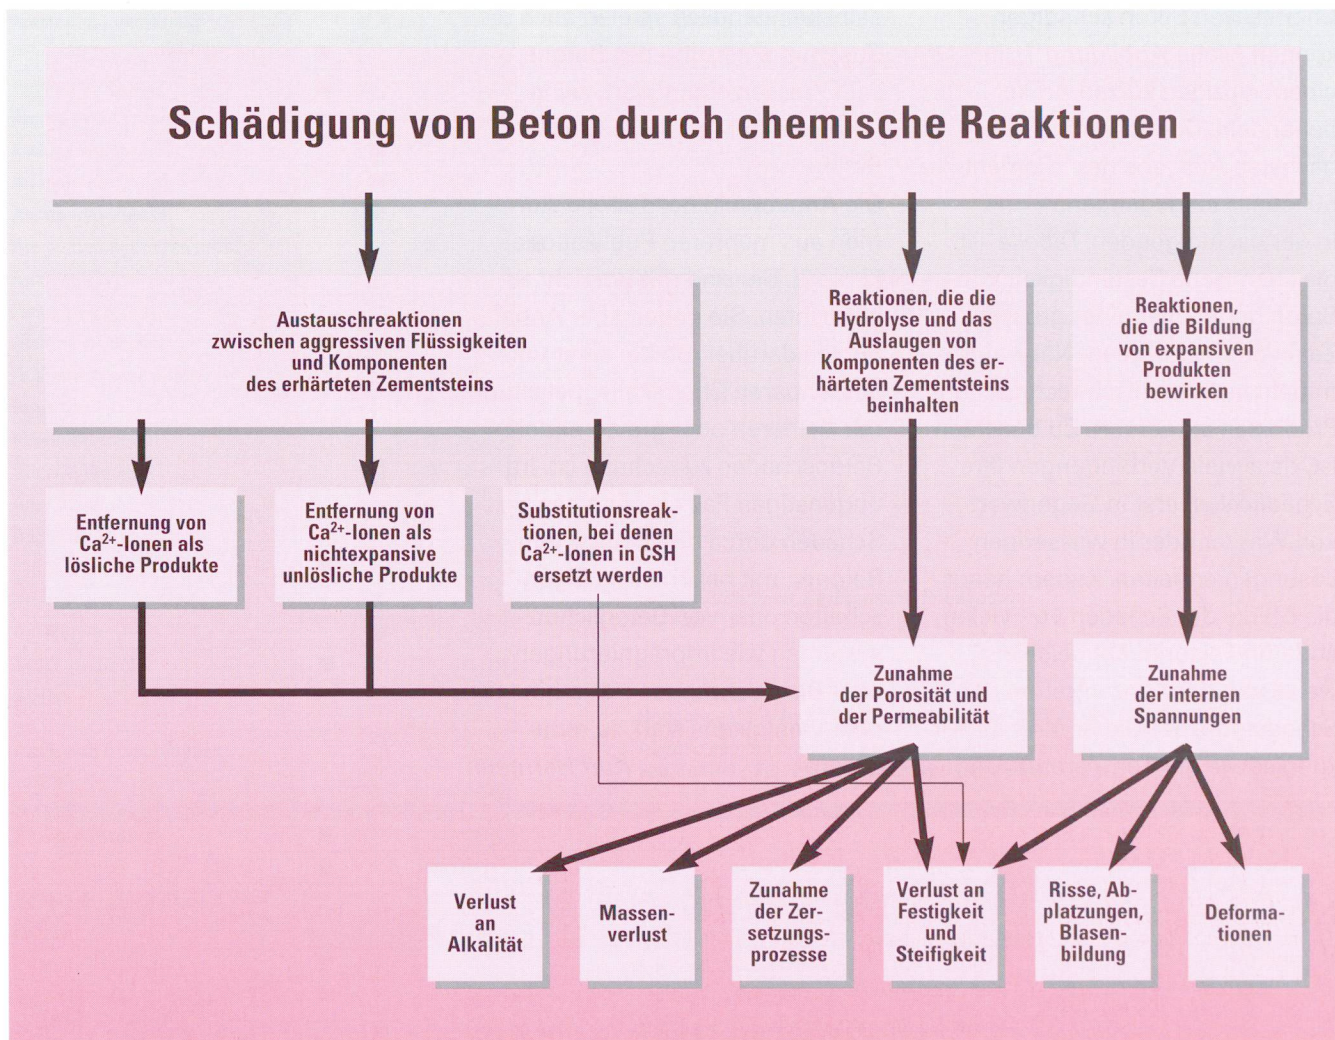 Schädigung von Beton durch chemische Reaktionen
Austauschreaktionen
zwischen aggressiven Flüssigkeiten
und Komponenten
des erhärteten Zementsteins
Reaktionen, die die
Hydrolyse und das
Auslaugen von
Komponenten des er-
härteten Zementsteins
beinhalten
Reaktionen,
die die Bildung
von expansiven
Produkten
bewirken
Entfernung von
Ca²⁺-Ionen als
lösliche Produkte
Entfernung von
Ca²⁺-Ionen als
nichtexpansive
unlösliche Produkte
Substitutionsreak-
tionen, bei denen
Ca²⁺-Ionen in CSH
ersetzt werden
Zunahme
der Porosität und
der Permeabilität
Zunahme
der internen
Spannungen
Verlust
an
Alkalität
Massen-
verlust
Zunahme
der Zer-
setzungs-
prozesse
Verlust an
Festigkeit
und
Steifigkeit
Risse, Ab-
platzungen,
Blasen-
bildung
Deforma-
tionen